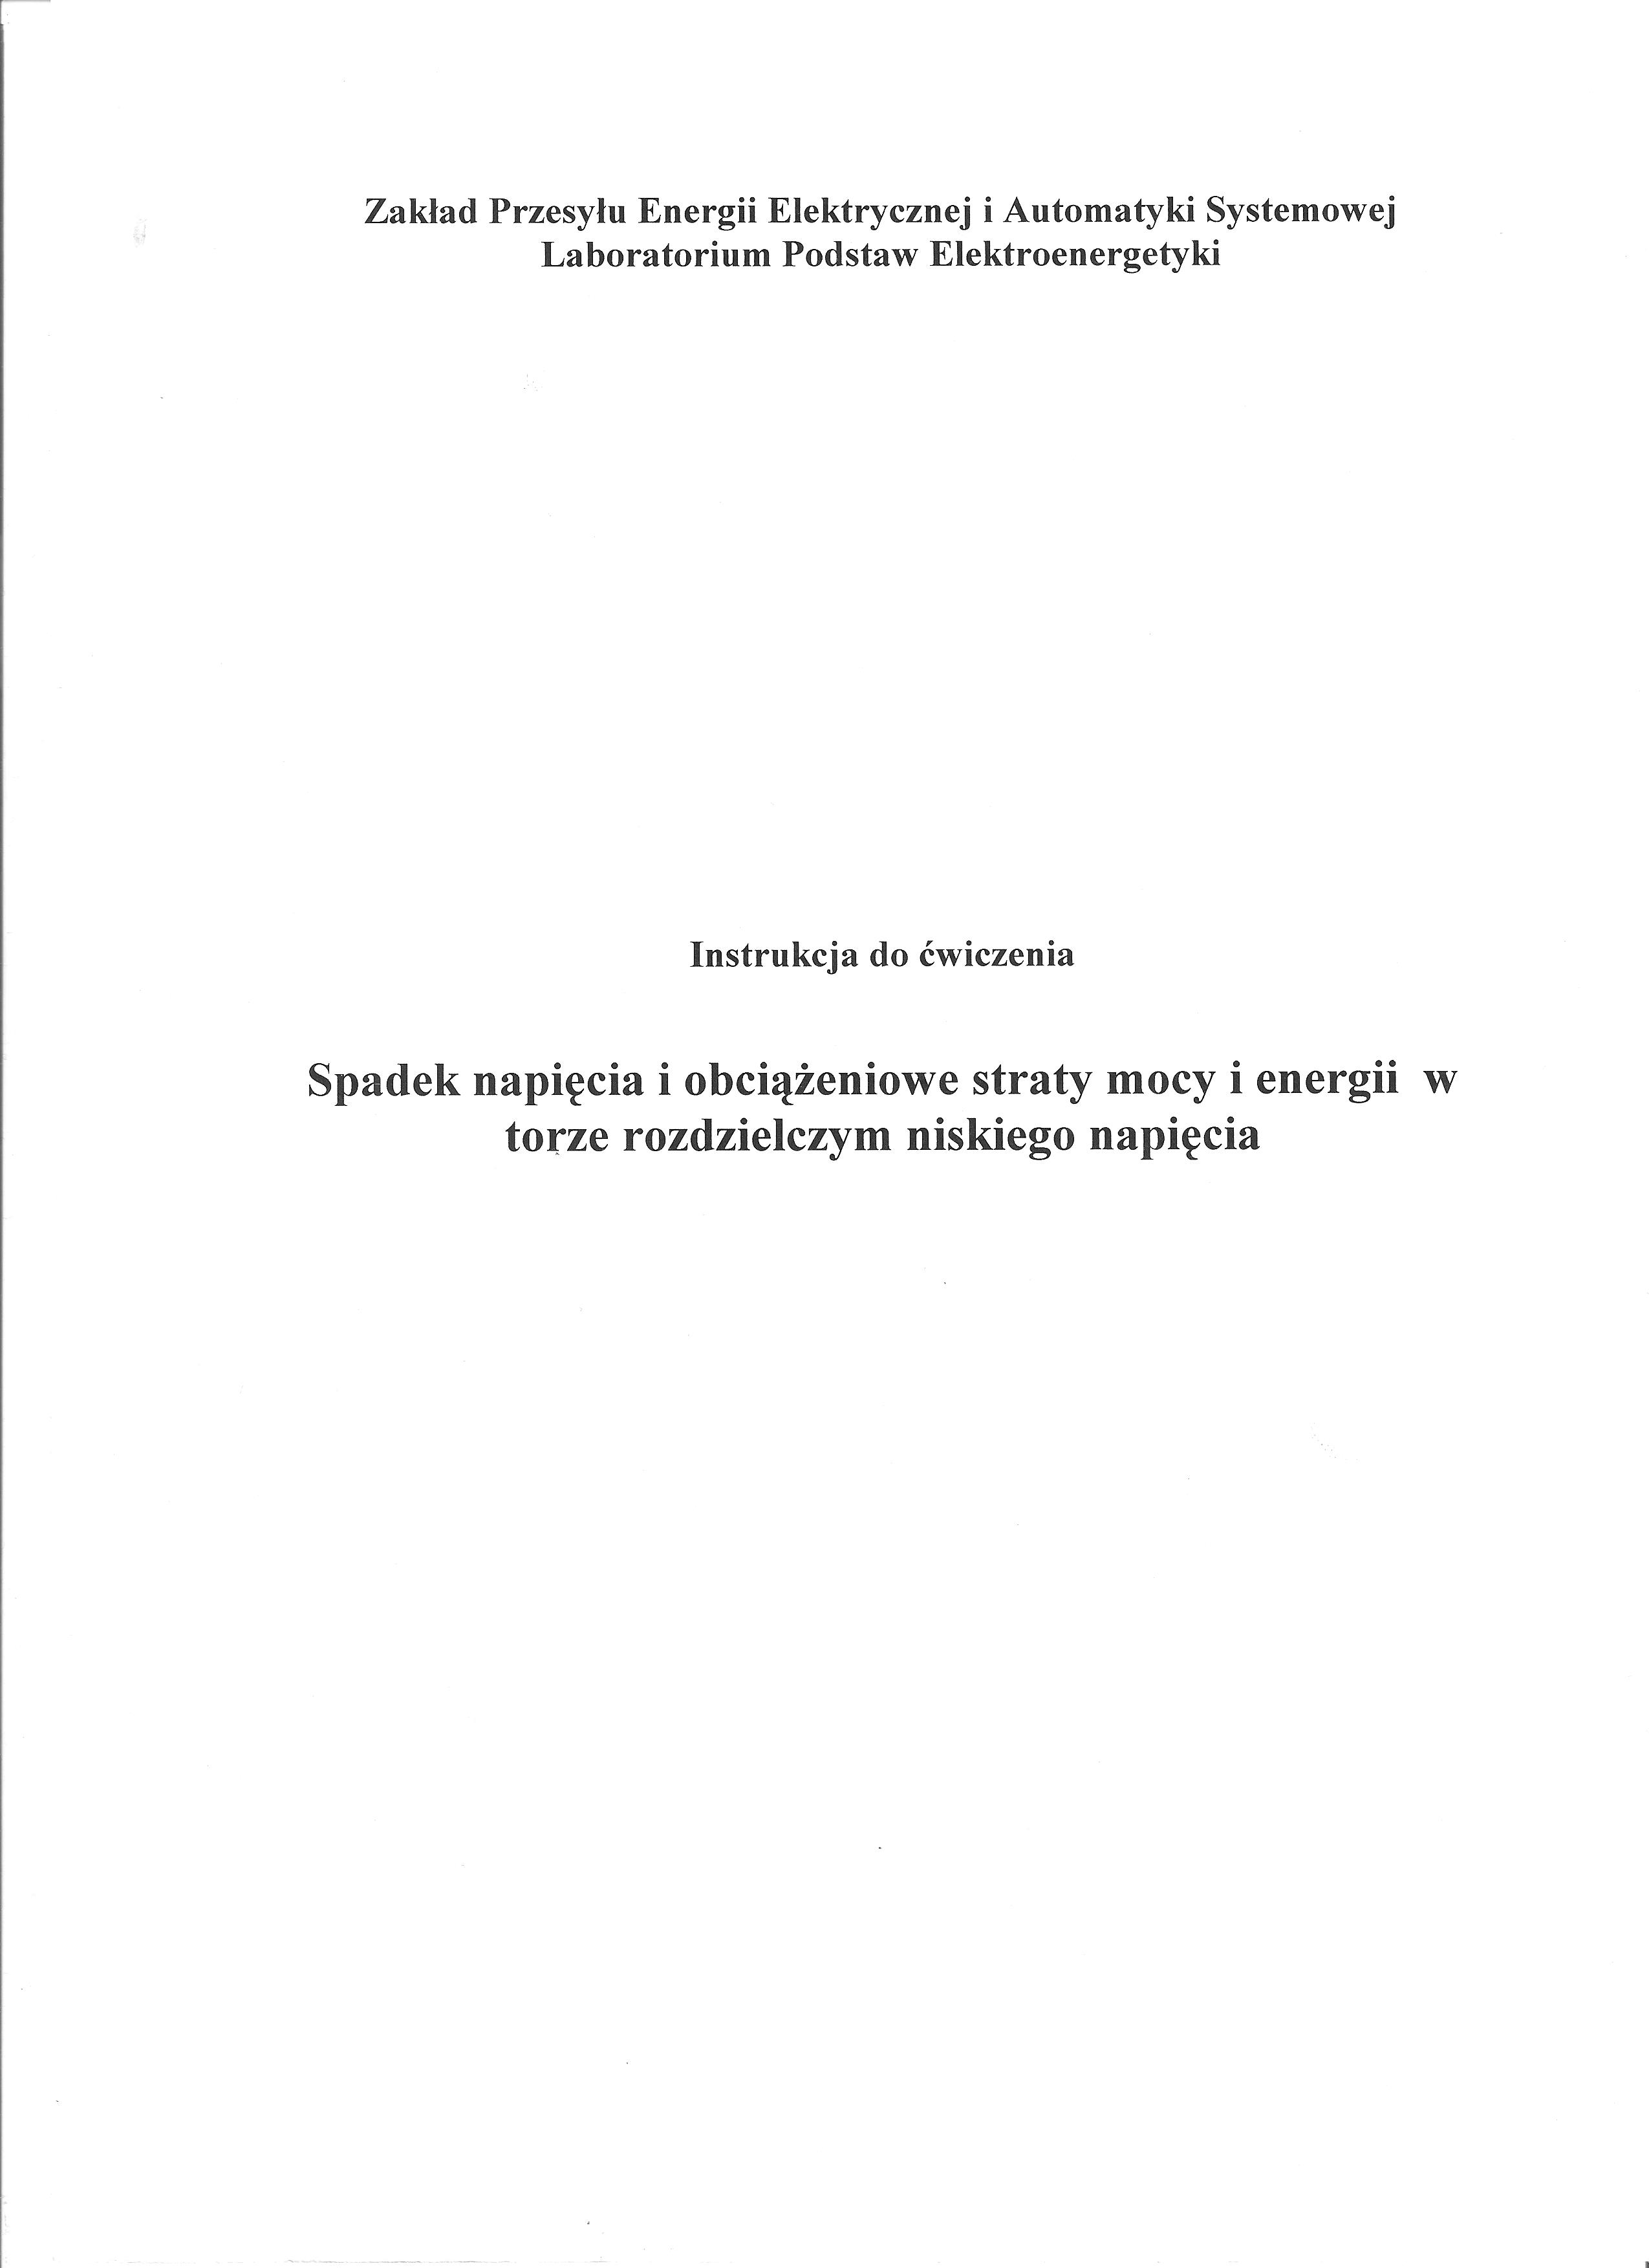 Zakład Przesyłu Energii Elektrycznej i Automatyki Systemowej
Laboratorium Podstaw Elektroenergetyki
Instrukcja do ćwiczenia
Spadek napięcia i obciążeniowe straty mocy i energii w
torze rozdzielczym niskiego napięcia